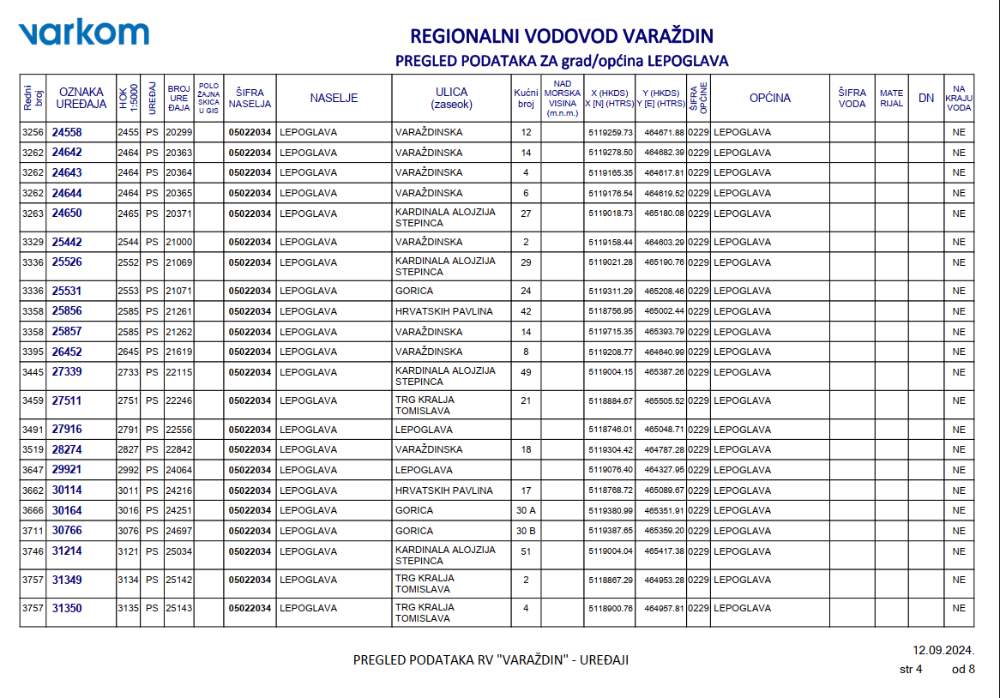 varkom
REGIONALNI VODOVOD VARAŽDIN
PREGLED PODATAKA ZA grad/općina LEPOGLAVA
Redni broj OZNAKA UREĐAJA HOK 1:5000 UREĐAJ BROJ URE ĐAJA POLO ŽAJNA SKICA U GIS ŠIFRA NASELJA NASELJE ULICA (zaseok) Kućni broj NAD MORSKA VISINA (m.n.m.) X (HKDS) X [N] (HTRS) Y (HKDS) Y [E] (HTRS) ŠIFRA OPĆINE OPĆINA ŠIFRA VODA MATE RIJAL DN NA KRAJU VODA
3256 24558 2455 PS 20299 05022034 LEPOGLAVA VARAŽDINSKA 12 5119259.73 464671.88 0229 LEPOGLAVA NE
3262 24642 2464 PS 20363 05022034 LEPOGLAVA VARAŽDINSKA 14 5119278.50 464682.39 0229 LEPOGLAVA NE
3262 24643 2464 PS 20364 05022034 LEPOGLAVA VARAŽDINSKA 4 5119165.35 464617.81 0229 LEPOGLAVA NE
3262 24644 2464 PS 20365 05022034 LEPOGLAVA VARAŽDINSKA 6 5119176.54 464619.52 0229 LEPOGLAVA NE
3263 24650 2465 PS 20371 05022034 LEPOGLAVA KARDINALA ALOJZIJA 27 5119018.73 465180.08 0229 LEPOGLAVA NE
STEPINCA
3329 25442 2544 PS 21000 05022034 LEPOGLAVA VARAŽDINSKA 2 5119158.44 464603.29 0229 LEPOGLAVA NE
3336 25526 2552 PS 21069 05022034 LEPOGLAVA KARDINALA ALOJZIJA 29 5119021.28 465190.76 0229 LEPOGLAVA NE
STEPINCA
3336 25531 2553 PS 21071 05022034 LEPOGLAVA GORICA 24 5119311.29 465208.46 0229 LEPOGLAVA NE
3358 25856 2585 PS 21261 05022034 LEPOGLAVA HRVATSKIH PAVLINA 42 5118756.95 465002.44 0229 LEPOGLAVA NE
3358 25857 2585 PS 21262 05022034 LEPOGLAVA VARAŽDINSKA 14 5119715.35 465393.79 0229 LEPOGLAVA NE
3395 26452 2645 PS 21619 05022034 LEPOGLAVA VARAŽDINSKA 8 5119208.77 464640.99 0229 LEPOGLAVA NE
3445 27339 2733 PS 22115 05022034 LEPOGLAVA KARDINALA ALOJZIJA 49 5119004.15 465387.26 0229 LEPOGLAVA NE
STEPINCA
3459 27511 2751 PS 22246 05022034 LEPOGLAVA TRG KRALJA 21 5118884.67 465505.52 0229 LEPOGLAVA NE
TOMISLAVA
3491 27916 2791 PS 22556 05022034 LEPOGLAVA LEPOGLAVA 5118746.01 465048.71 0229 LEPOGLAVA NE
3519 28274 2827 PS 22842 05022034 LEPOGLAVA VARAŽDINSKA 18 5119304.42 464787.28 0229 LEPOGLAVA NE
3647 29921 2992 PS 24064 05022034 LEPOGLAVA LEPOGLAVA 5119076.40 464327.95 0229 LEPOGLAVA NE
3662 30114 3011 PS 24216 05022034 LEPOGLAVA HRVATSKIH PAVLINA 17 5118768.72 465089.67 0229 LEPOGLAVA NE
3666 30164 3016 PS 24251 05022034 LEPOGLAVA GORICA 30 A 5119380.99 465351.91 0229 LEPOGLAVA NE
3711 30766 3076 PS 24697 05022034 LEPOGLAVA GORICA 30 B 5119387.65 465359.20 0229 LEPOGLAVA NE
3746 31214 3121 PS 25034 05022034 LEPOGLAVA KARDINALA ALOJZIJA 51 5119004.04 465417.38 0229 LEPOGLAVA NE
STEPINCA
3757 31349 3134 PS 25142 05022034 LEPOGLAVA TRG KRALJA 2 5118867.29 464953.28 0229 LEPOGLAVA NE
TOMISLAVA
3757 31350 3135 PS 25143 05022034 LEPOGLAVA TRG KRALJA 4 5118900.76 464957.81 0229 LEPOGLAVA NE
TOMISLAVA
12.09.2024.
PREGLED PODATAKA RV "VARAŽDIN" - UREĐAJI
str 4 od 8